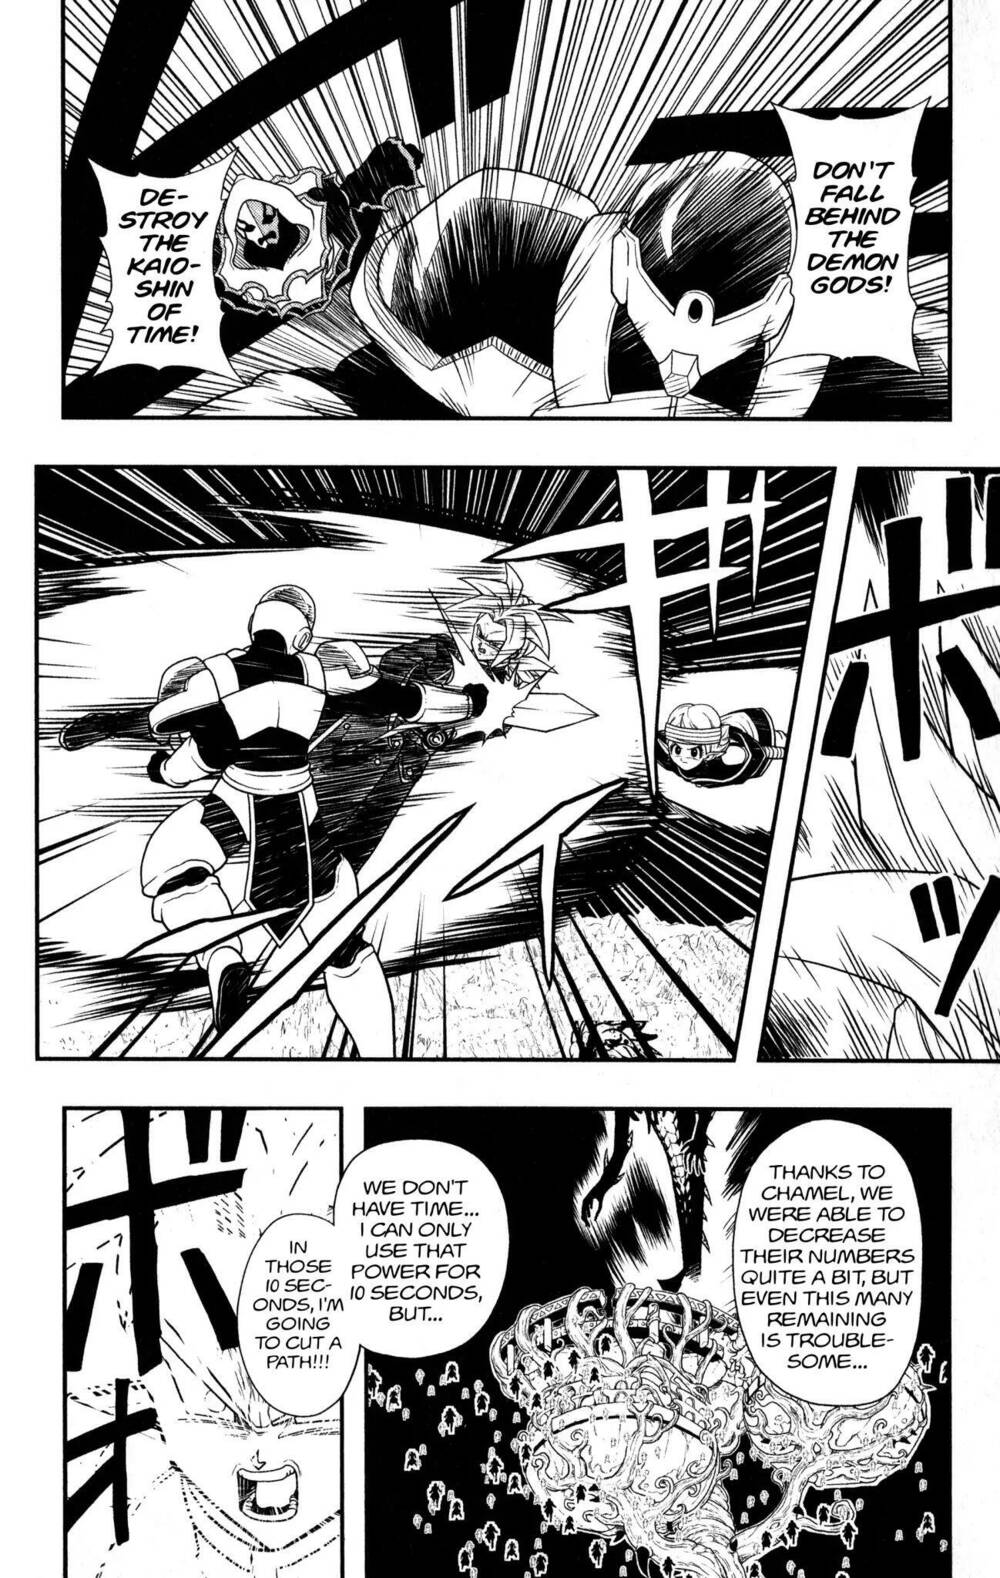 DON'T
FALL
BEHIND
THE
DEMON
GODS!
DE-
STROY
THE
KAIO-
SHIN
OF
TIME!
ボ
ッ
THANKS TO
CHAMEL, WE
WERE ABLE TO
DECREASE
THEIR NUMBERS
QUITE A BIT, BUT
EVEN THIS MANY
REMAINING
IS TROUBLE-
SOME...
WE DON'T
HAVE TIME...
I CAN ONLY
USE THAT
POWER FOR
10 SECONDS,
BUT...
IN
THOSE
10 SEC-
ONDS, I'M
GOING
TO CUT A
PATH!!!